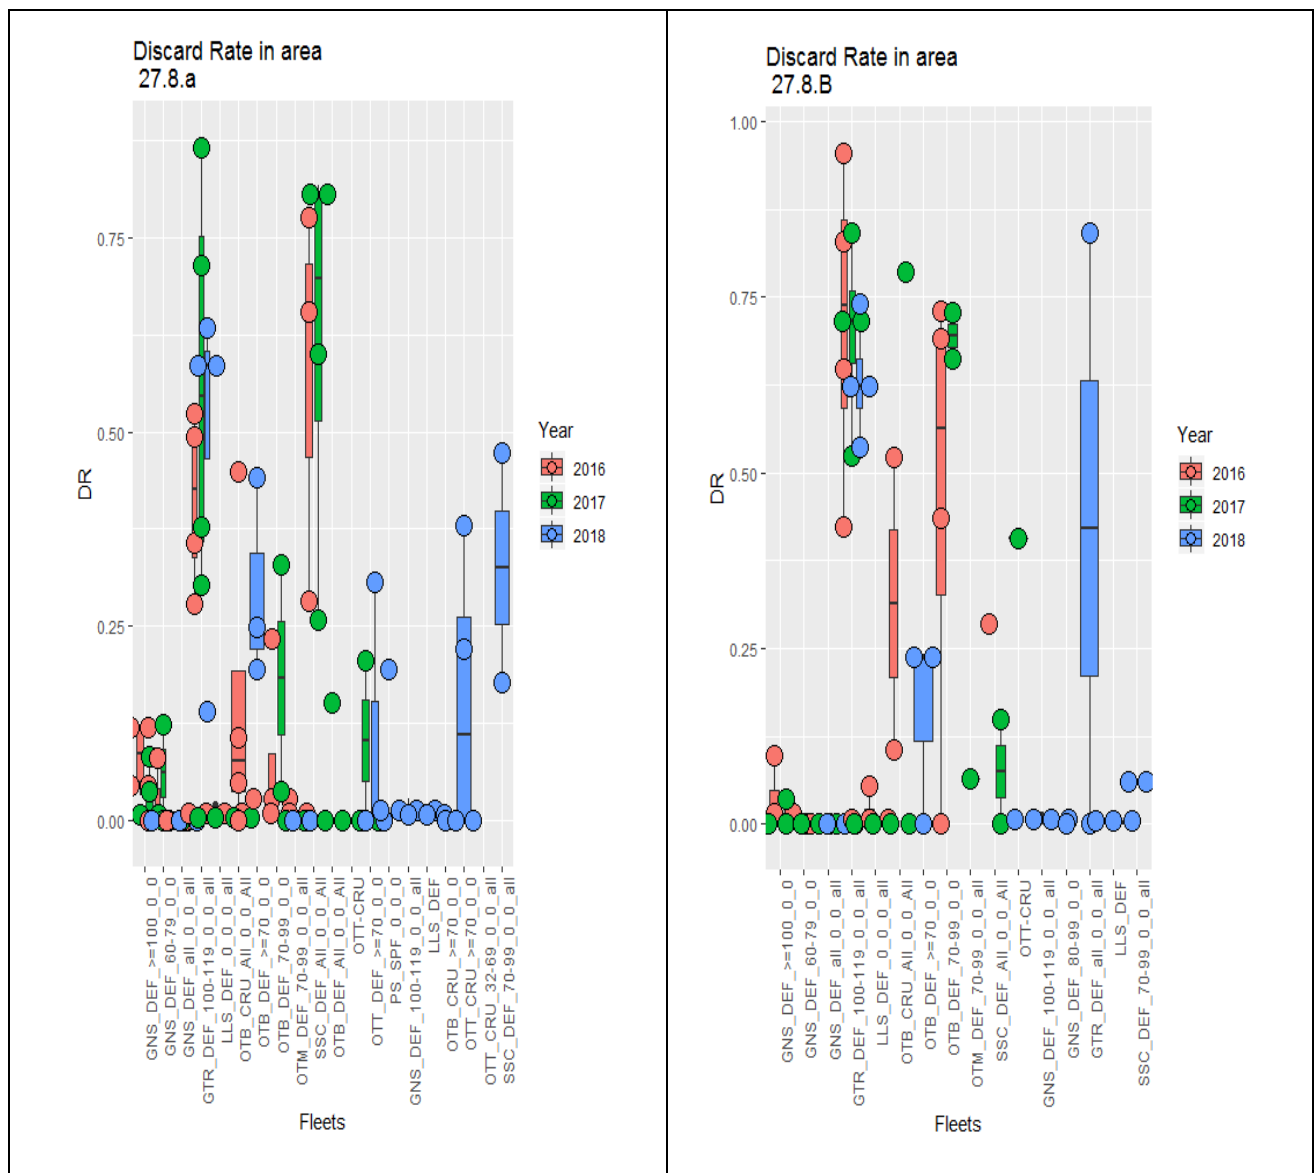 Discard Rate in area
27.8.a
0.75
0.50
0.25
0.00
DR
GNS_DEF_>=100_0_0
GNS_DEF_60-79_0_0
GNS_DEF_all_0_0_all
GTR_DEF_100-119_0_0_all
LLS_DEF_0_0_0_all
OTB_CRU_All_0_0_All
OTB_DEF_>=70_0_0
OTB_DEF_70-99_0_0
OTM_DEF_70-99_0_0_all
SSC_DEF_All_0_0_All
OTB_DEF_All_0_0_All
OTT-CRU
OTT_DEF_>=70_0_0
PS_SPF_0_0_0
GNS_DEF_100-119_0_0_all
LLS_DEF
OTB_CRU_>=70_0_0
OTT_CRU_>=70_0_0
OTT_CRU_32-69_0_0_all
SSC_DEF_70-99_0_0_all
Fleets
Year
2016
2017
2018
Discard Rate in area
27.8.B
1.00
0.75
0.50
0.25
0.00
DR
GNS_DEF_>=100_0_0
GNS_DEF_60-79_0_0
GNS_DEF_all_0_0_all
GTR_DEF_100-119_0_0_all
LLS_DEF_0_0_0_all
OTB_CRU_All_0_0_All
OTB_DEF_>=70_0_0
OTB_DEF_70-99_0_0
OTM_DEF_70-99_0_0_all
SSC_DEF_All_0_0_All
OTT-CRU
GNS_DEF_100-119_0_0_all
GNS_DEF_80-99_0_0
GTR_DEF_all_0_0_all
LLS_DEF
SSC_DEF_70-99_0_0_all
Fleets
Year
2016
2017
2018